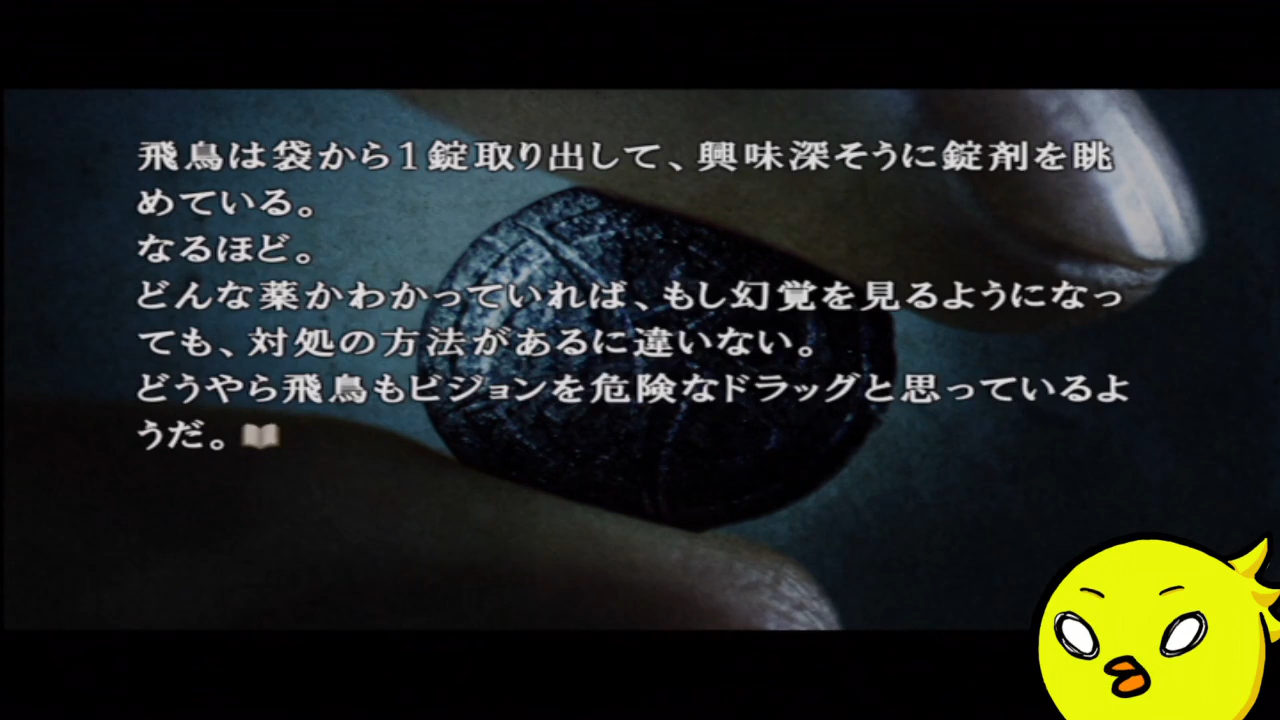 飛鳥は袋から1錠取り出して、興味深そうに錠剤を眺
めている。
なるほど。
どんな薬かわかっていれば、もし幻覚を見るようになっ
ても、対処の方法があるに違いない。
どうやら飛鳥もビジョンを危険なドラッグと思っているよ
うだ。